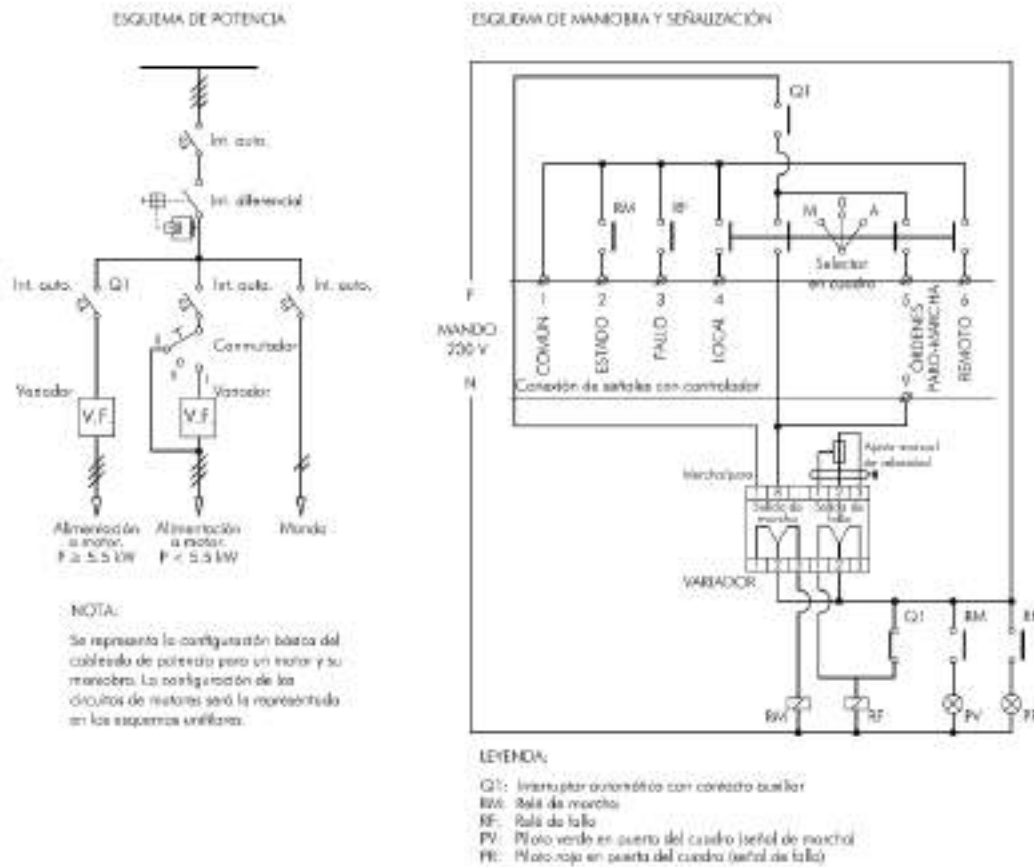 ESQUEMA DE POTENCIA
Int. auto.
Int. diferencial
Int. auto.
Q1
Int. auto.
Int. auto.
Conmutador
Variador
Variador
V.F.
V.F.
Alimentación
a motor.
P ≥ 5.5 kW
Alimentación
a motor.
P < 5.5 kW
Mando
NOTA:
Se representa la configuración básica del
cableado de potencia para un motor y su
maniobra. La configuración de los
circuitos de motores será la representada
en los esquemas unifilares.
ESQUEMA DE MANIOBRA Y SEÑALIZACIÓN
Q1
RM
RF
M
0
A
Selector
en cuadro
F
MANDO
230 V
N
1
2
3
4
5
6
COMÚN
ESTADO
FALLO
LOCAL
ÓRDENES
PARO-MARCHA
REMOTO
9
Conexión de señales con controlador
Ajuste manual
de velocidad
Marcha/paro
Salida de
marcha
Salida de
fallo
VARIADOR
Q1
RM
RF
RM
RF
PV
PR
LEYENDA:
Q1: Interruptor automático con contacto auxiliar
RM: Relé de marcha
RF: Relé de fallo
PV: Piloto verde en puerta del cuadro (señal de marcha)
PR: Piloto rojo en puerta del cuadro (señal de fallo)